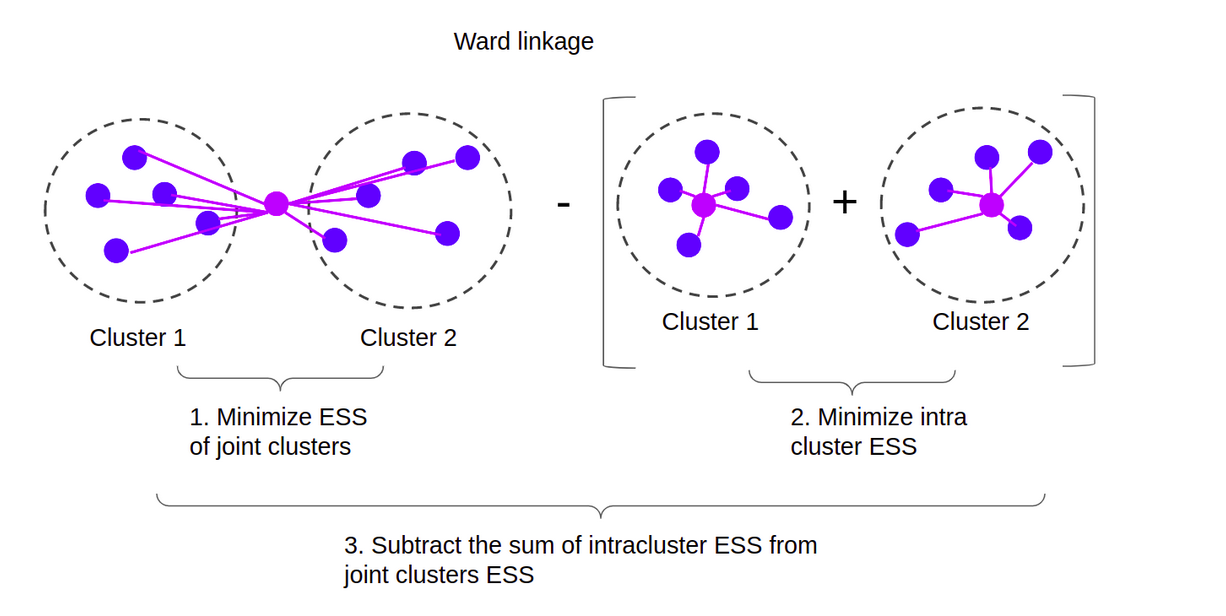 Ward linkage
-
+
Cluster 1
Cluster 2
Cluster 1
Cluster 2
1. Minimize ESS
of joint clusters
2. Minimize intra
cluster ESS
3. Subtract the sum of intracluster ESS from
joint clusters ESS